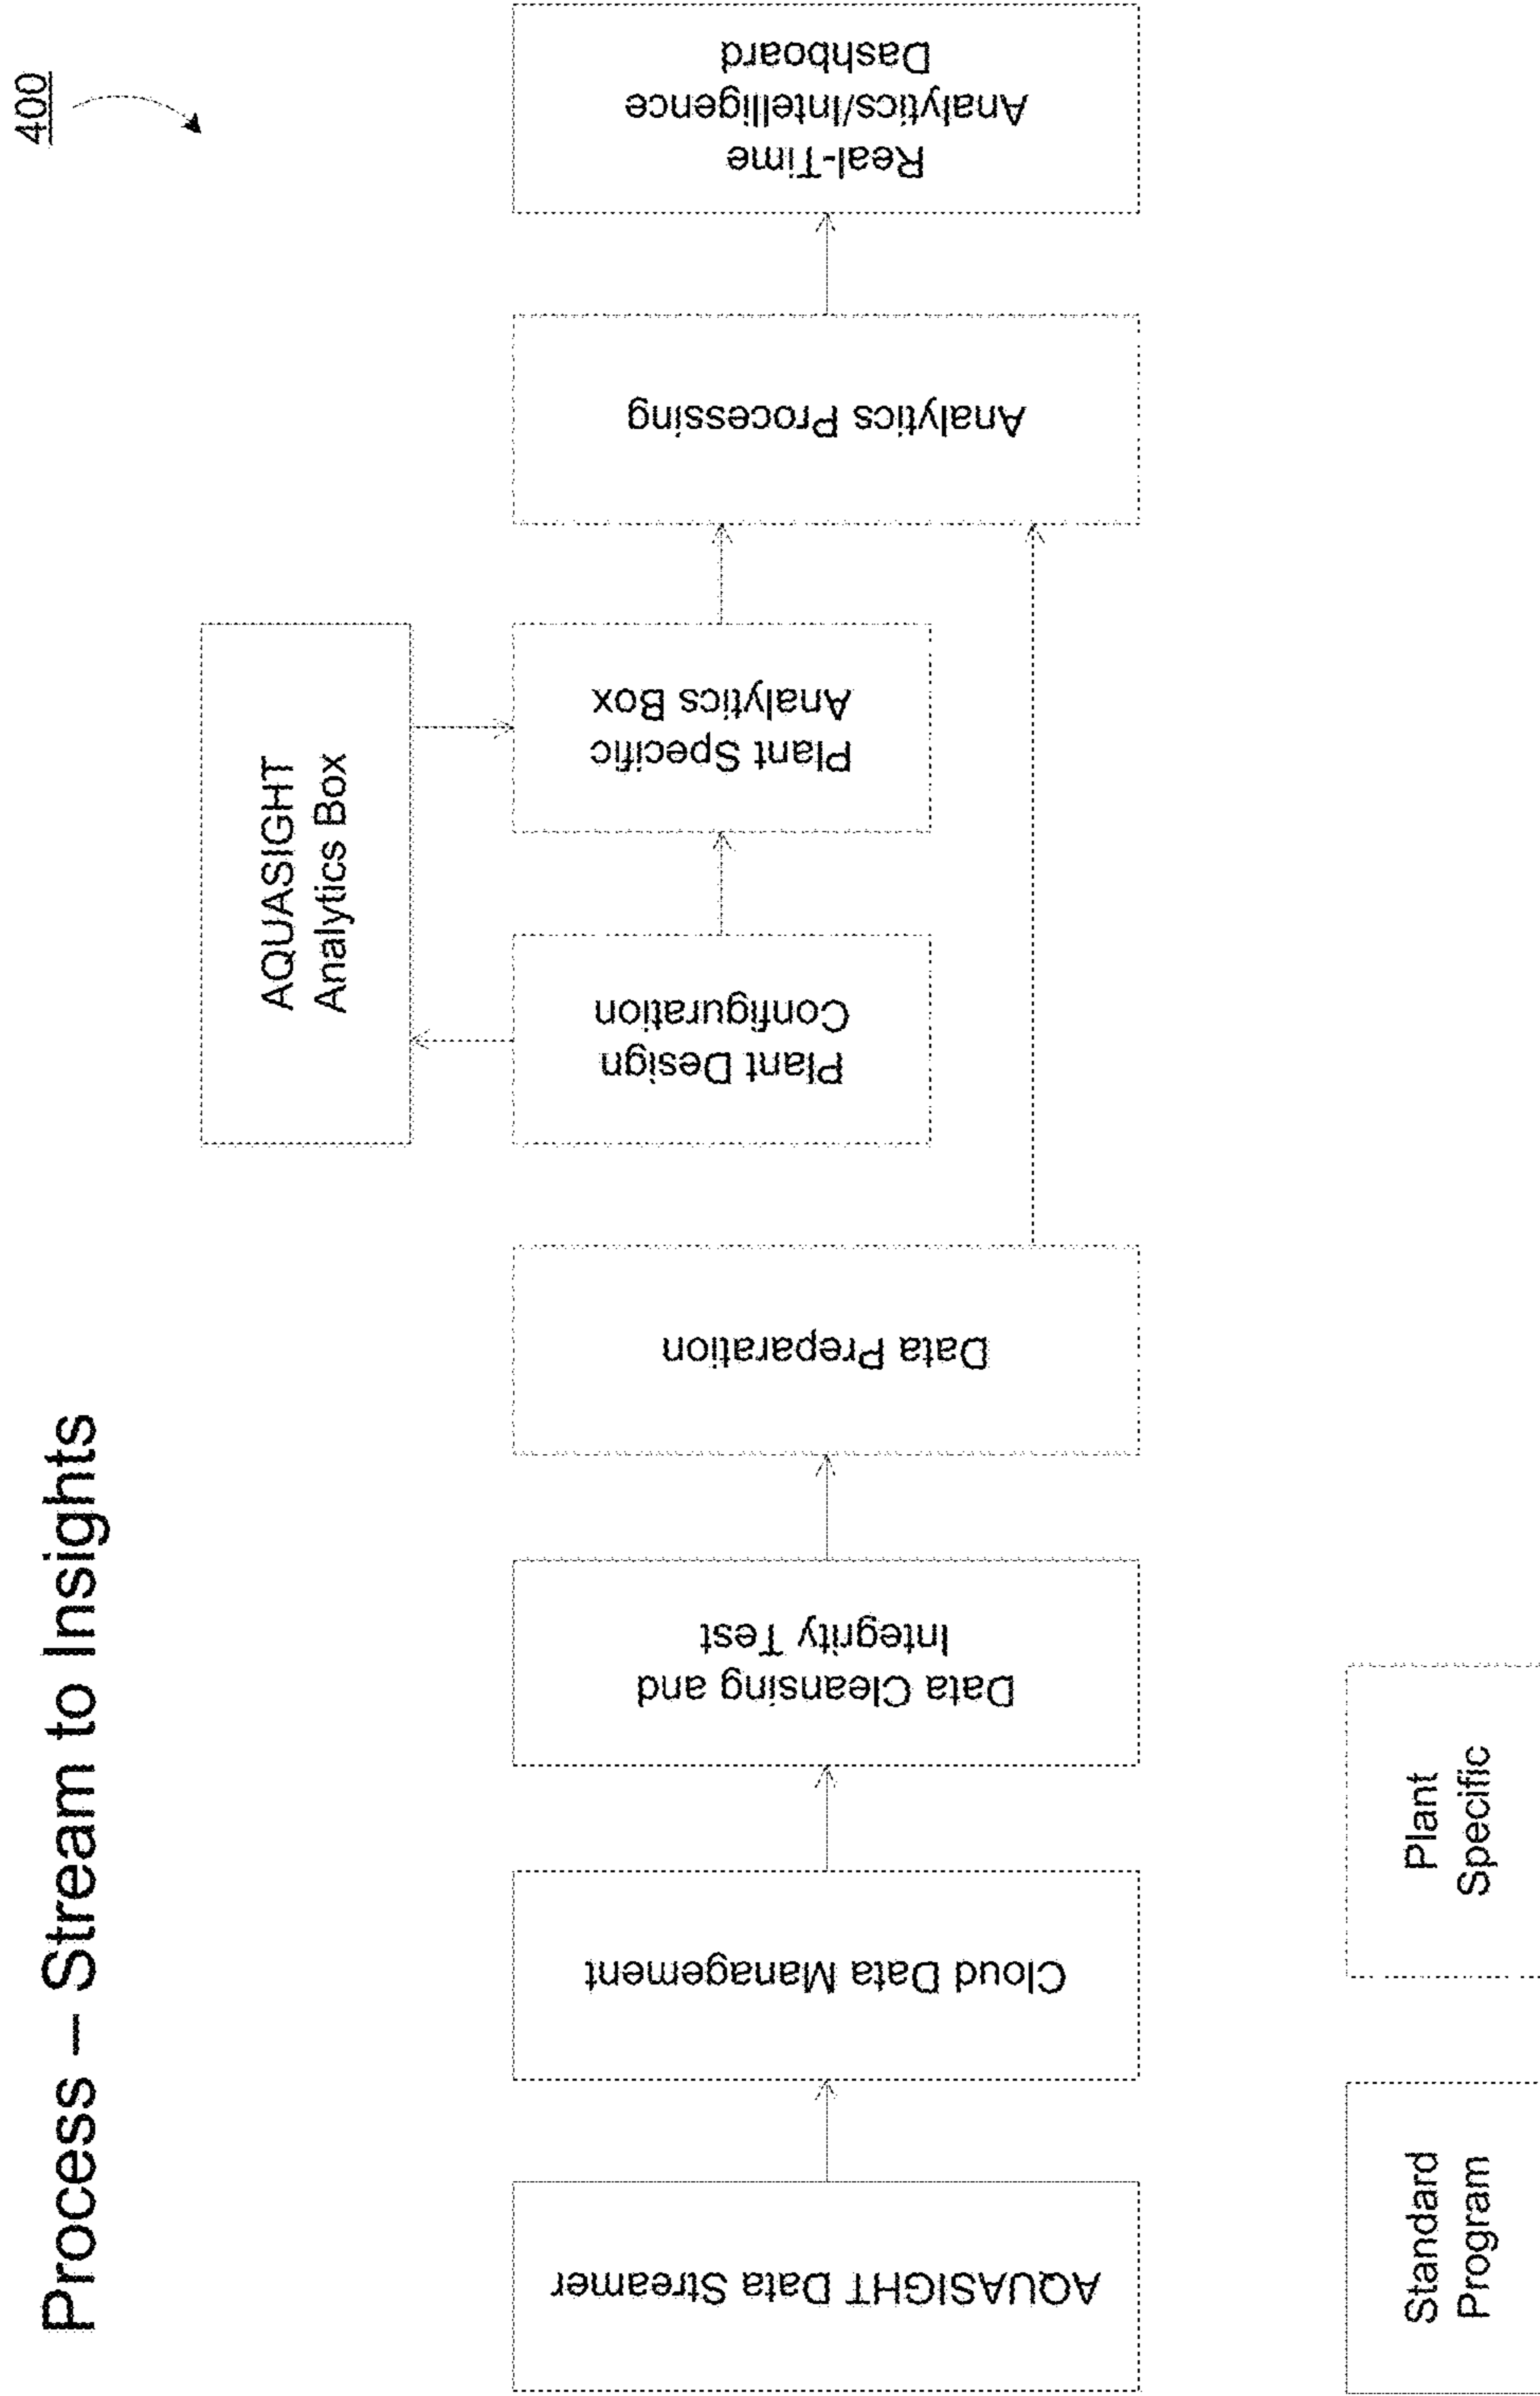 Process – Stream to Insights
400
AQUASIGHT
Analytics Box
AQUASIGHT Data Streamer
Cloud Data Management
Data Cleansing and
Integrity Test
Data Preparation
Plant Design
Configuration
Plant Specific
Analytics Box
Analytics Processing
Real-Time
Analytics/Intelligence
Dashboard
Standard
Program
Plant
Specific